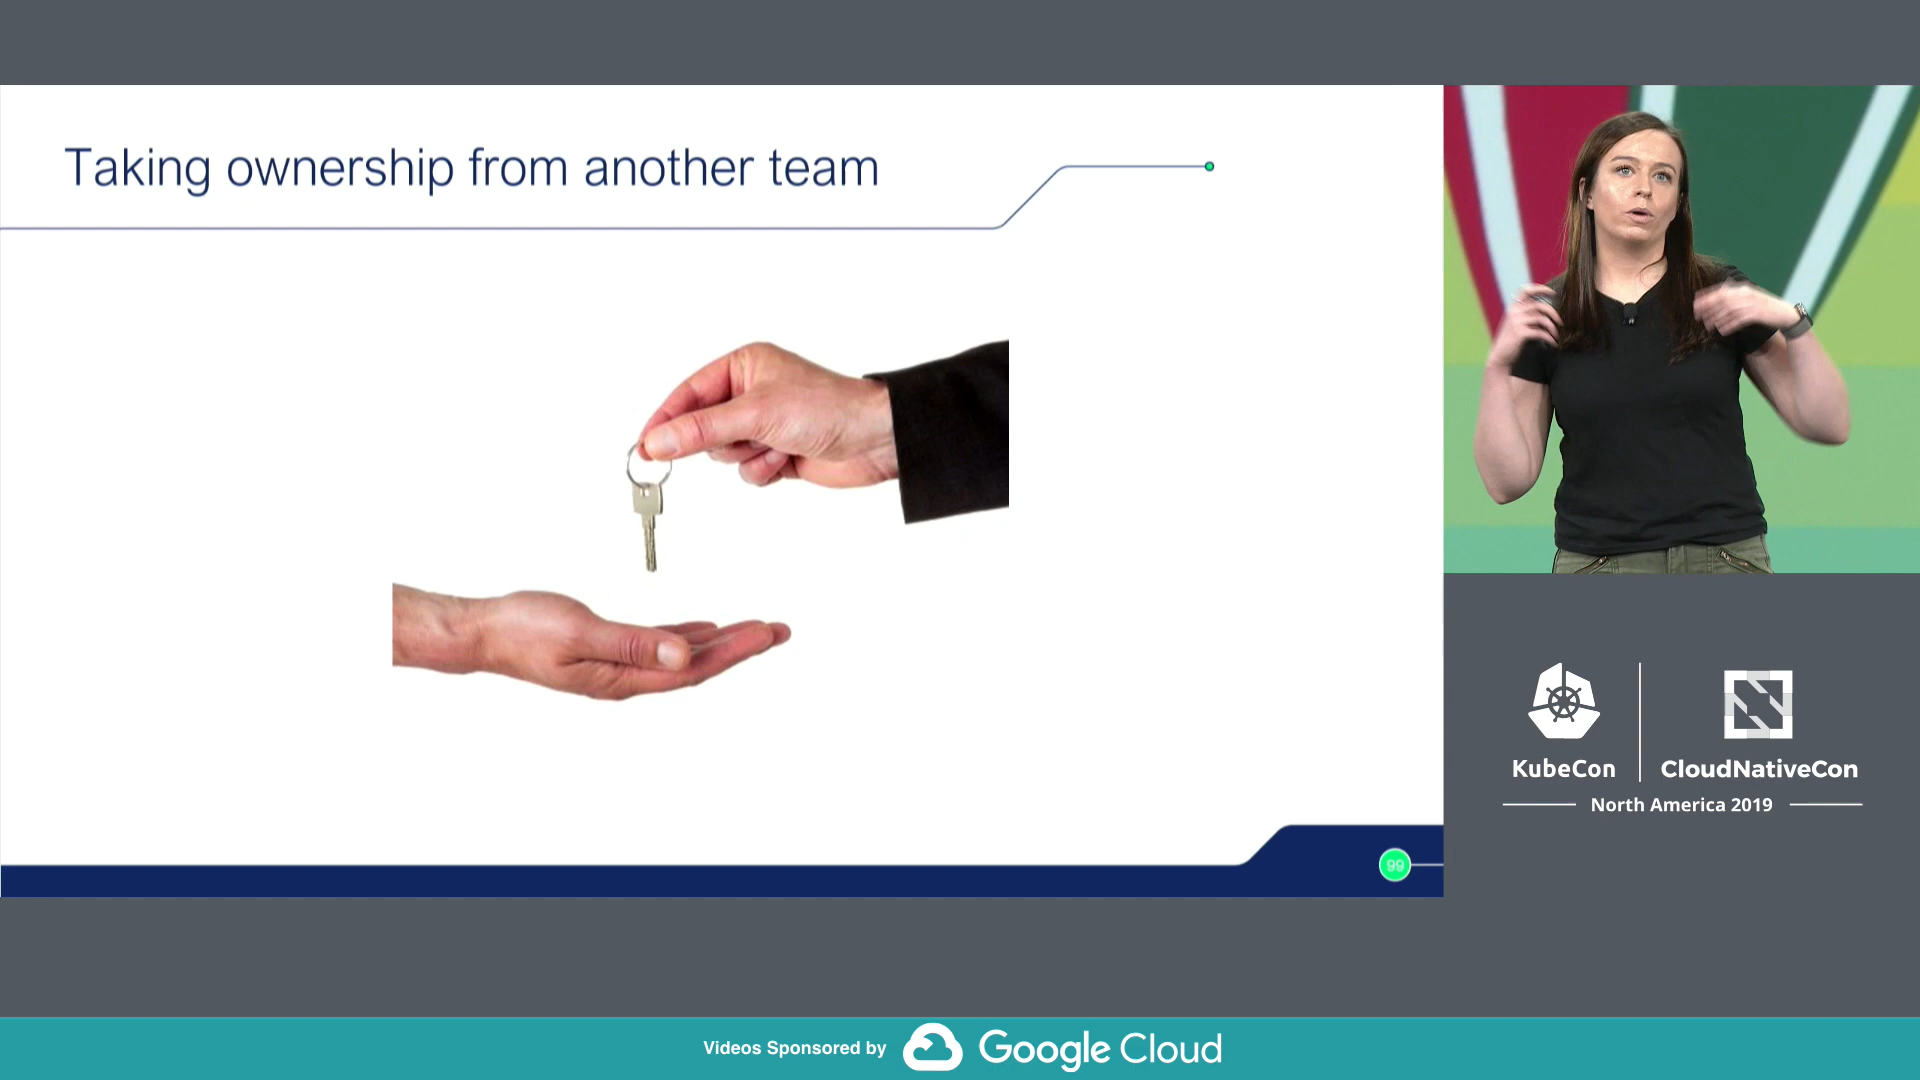 Taking ownership from another team
99
KubeCon
CloudNativeCon
North America 2019
Videos Sponsored by
Google Cloud